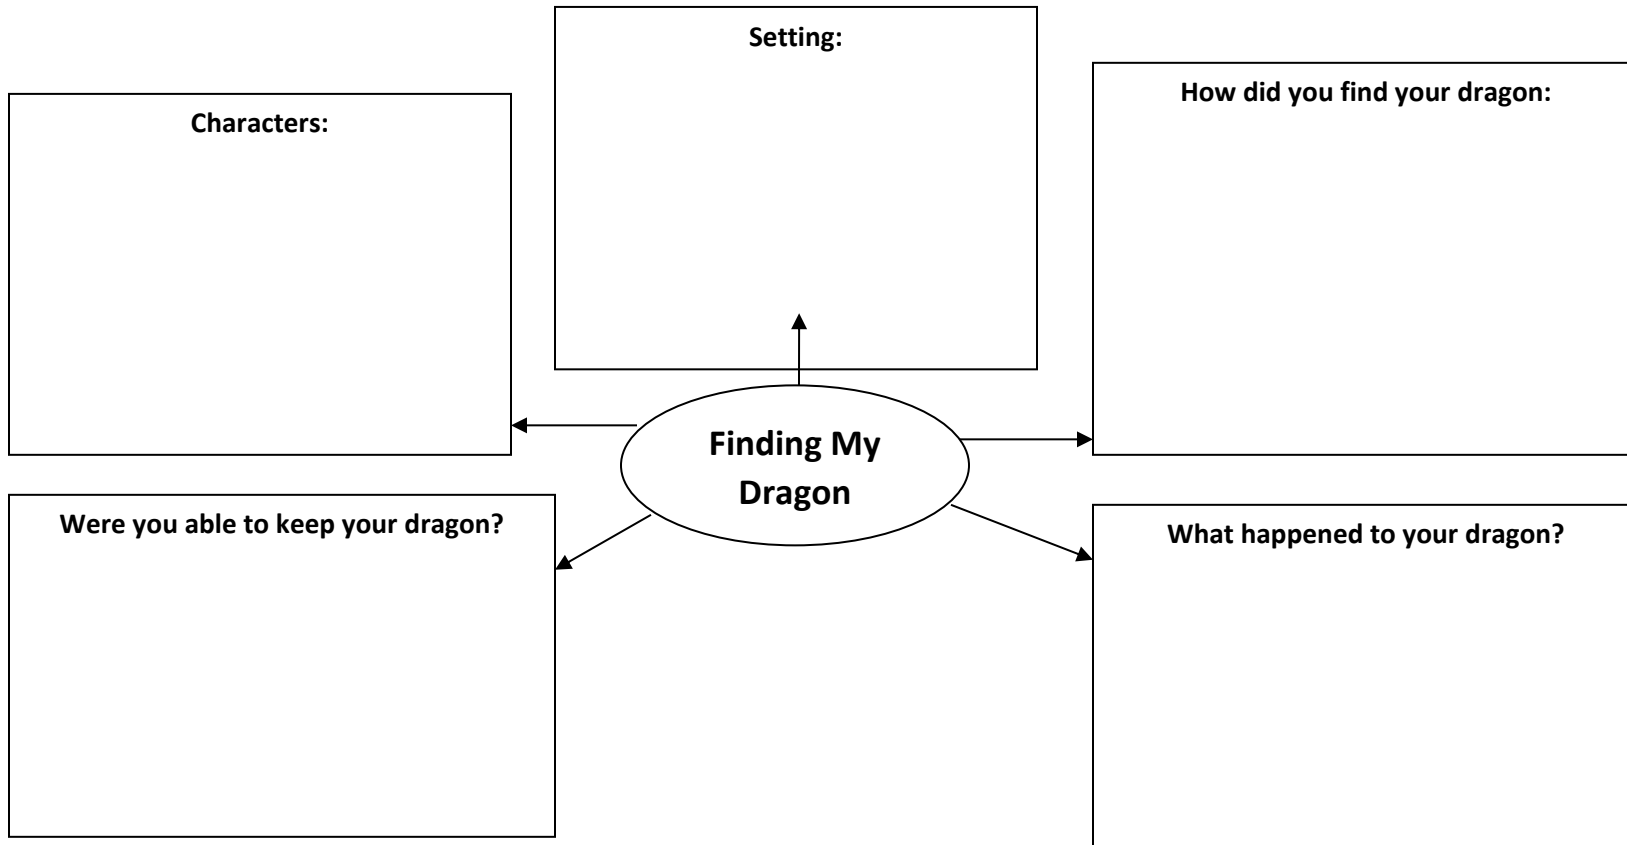 Setting:
Characters:
How did you find your dragon:
Finding My
Dragon
Were you able to keep your dragon?
What happened to your dragon?